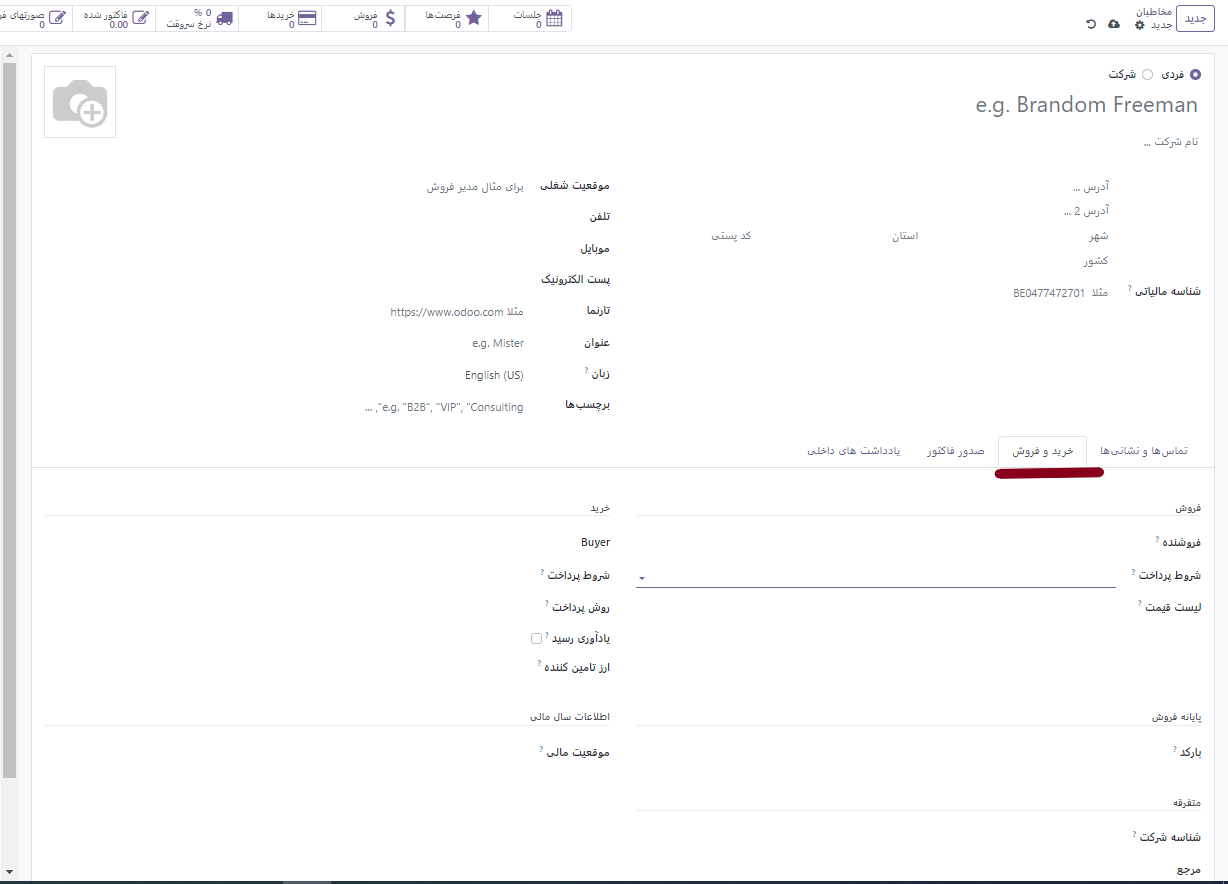 جدید
مخاطبان
جدید
جلسات
0
فرصت‌ها
0
فروش
0
خریدها
0
0 %
نرخ سروقت
فاکتور شده
0.00
صورتهای فر
0
فردی
شرکت
e.g. Brandom Freeman
نام شرکت ...
آدرس ...
آدرس 2 ...
شهر استان کد پستی
کشور
شناسه مالیاتی ? مثلا BE0477472701
موقعیت شغلی برای مثال مدیر فروش
تلفن
موبایل
پست الکترونیک
تارنما مثلا https://www.odoo.com
عنوان e.g. Mister
زبان ? English (US)
برچسب‌ها e.g. "B2B", "VIP", "Consulting", ...
تماس‌ها و نشانی‌ها خرید و فروش صدور فاکتور یادداشت های داخلی
فروش
فروشنده ?
شروط پرداخت ?
لیست قیمت ?
خرید
Buyer
شروط پرداخت ?
روش پرداخت ?
یادآوری رسید ?
ارز تامین کننده ?
پایانه فروش
بارکد ?
اطلاعات سال مالی
موقعیت مالی ?
متفرقه
شناسه شرکت ?
مرجع